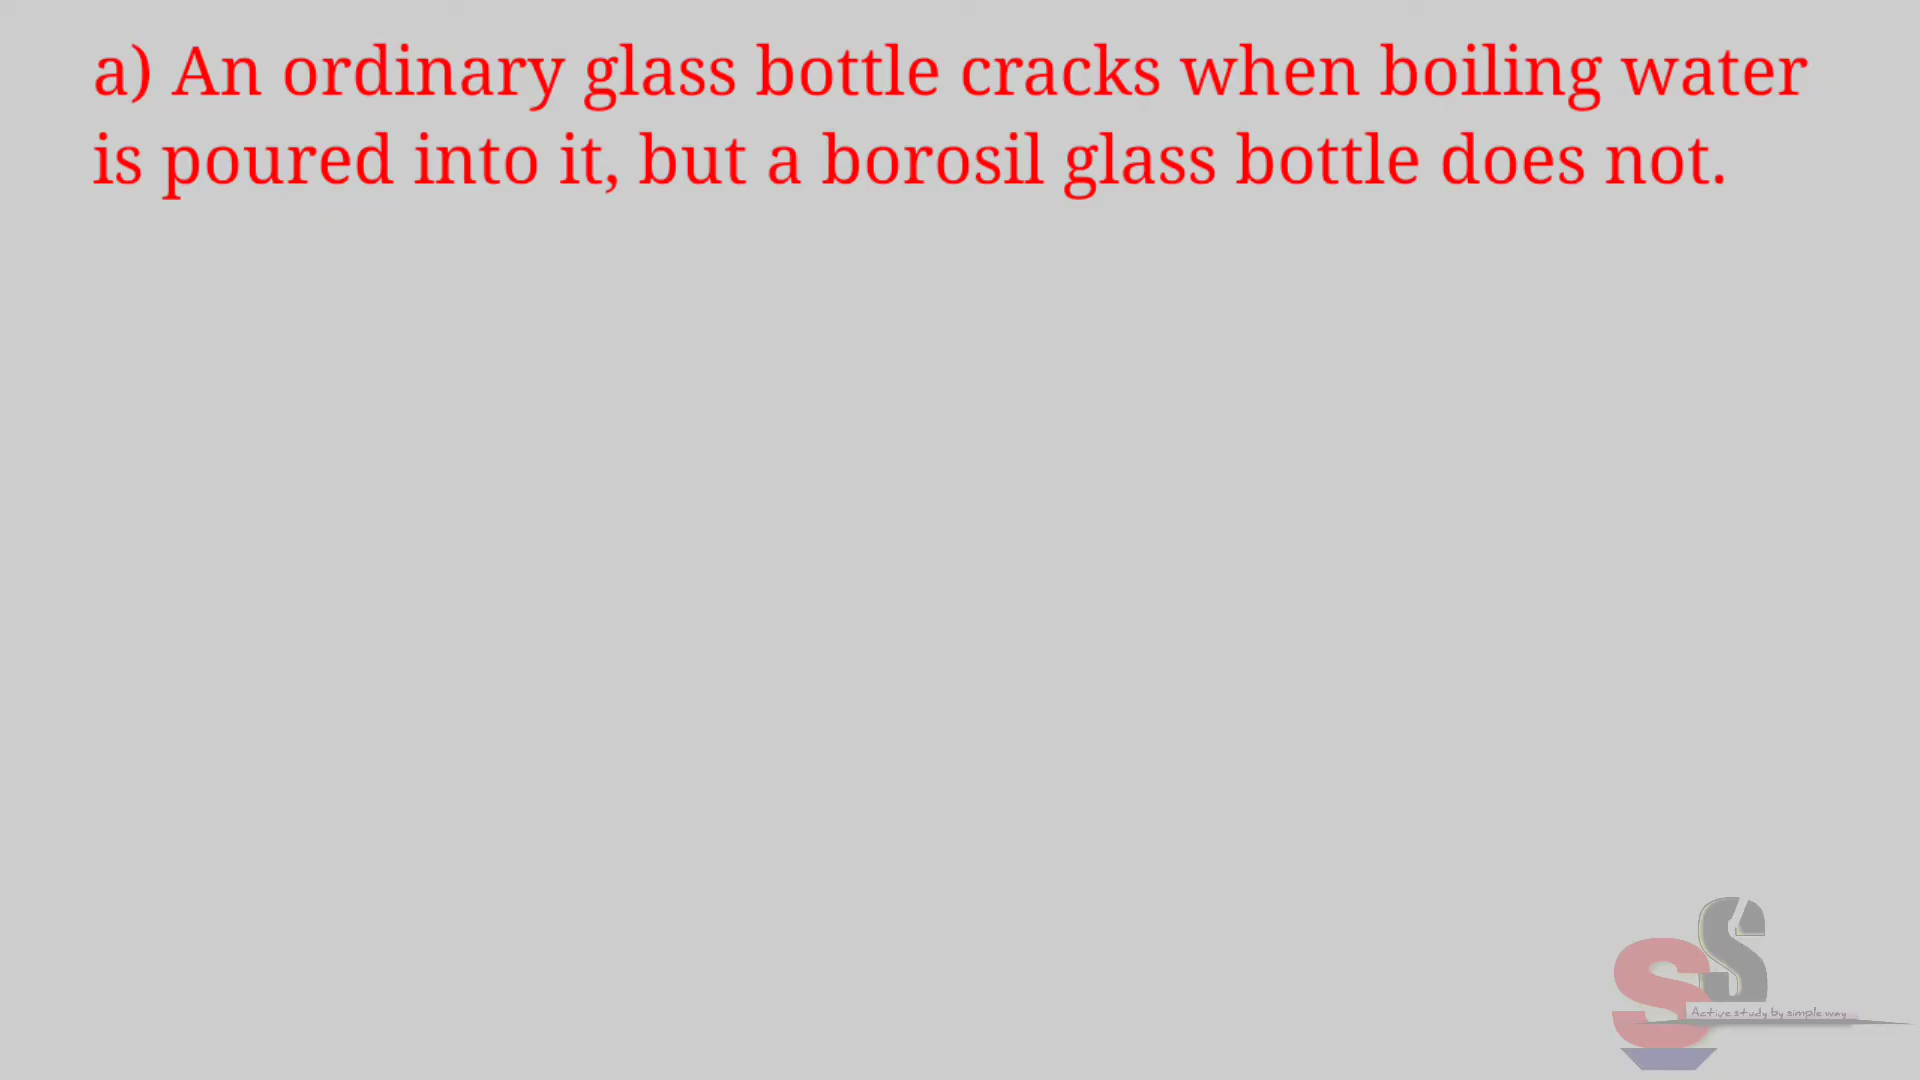 a) An ordinary glass bottle cracks when boiling water
is poured into it, but a borosil glass bottle does not.
SS
Active study by simple way